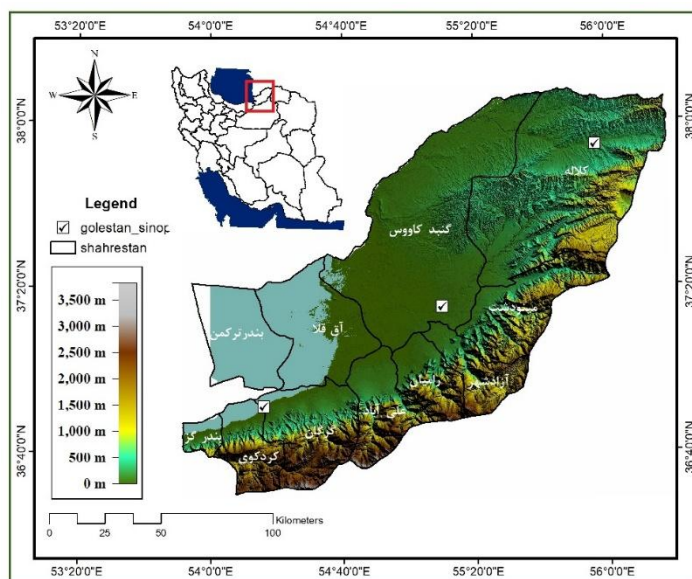 53°20'0"E 54°0'0"E 54°40'0"E 55°20'0"E 56°0'0"E
N
W E
S
38°0'0"N
38°0'0"N
Legend
golestan_sinop
shahrestan
3,500 m
3,000 m
2,500 m
2,000 m
1,500 m
1,000 m
500 m
0 m
کلاله
گنبد کاووس
37°20'0"N
37°20'0"N
مینودشت
آق قلا
بندرترکمن
آزادشهر
رامیان
علی آباد
گرگان
بندر گز
کردکوی
36°40'0"N
36°40'0"N
Kilometers
0 25 50 100
53°20'0"E 54°0'0"E 54°40'0"E 55°20'0"E 56°0'0"E